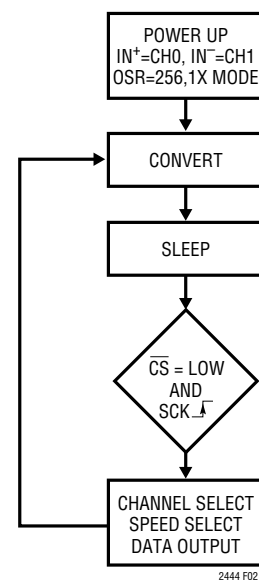 POWER UP
IN⁺=CH0, IN⁻=CH1
OSR=256,1X MODE
CONVERT
SLEEP
C̅S̅ = LOW
AND
SCK
CHANNEL SELECT
SPEED SELECT
DATA OUTPUT
2444 F02